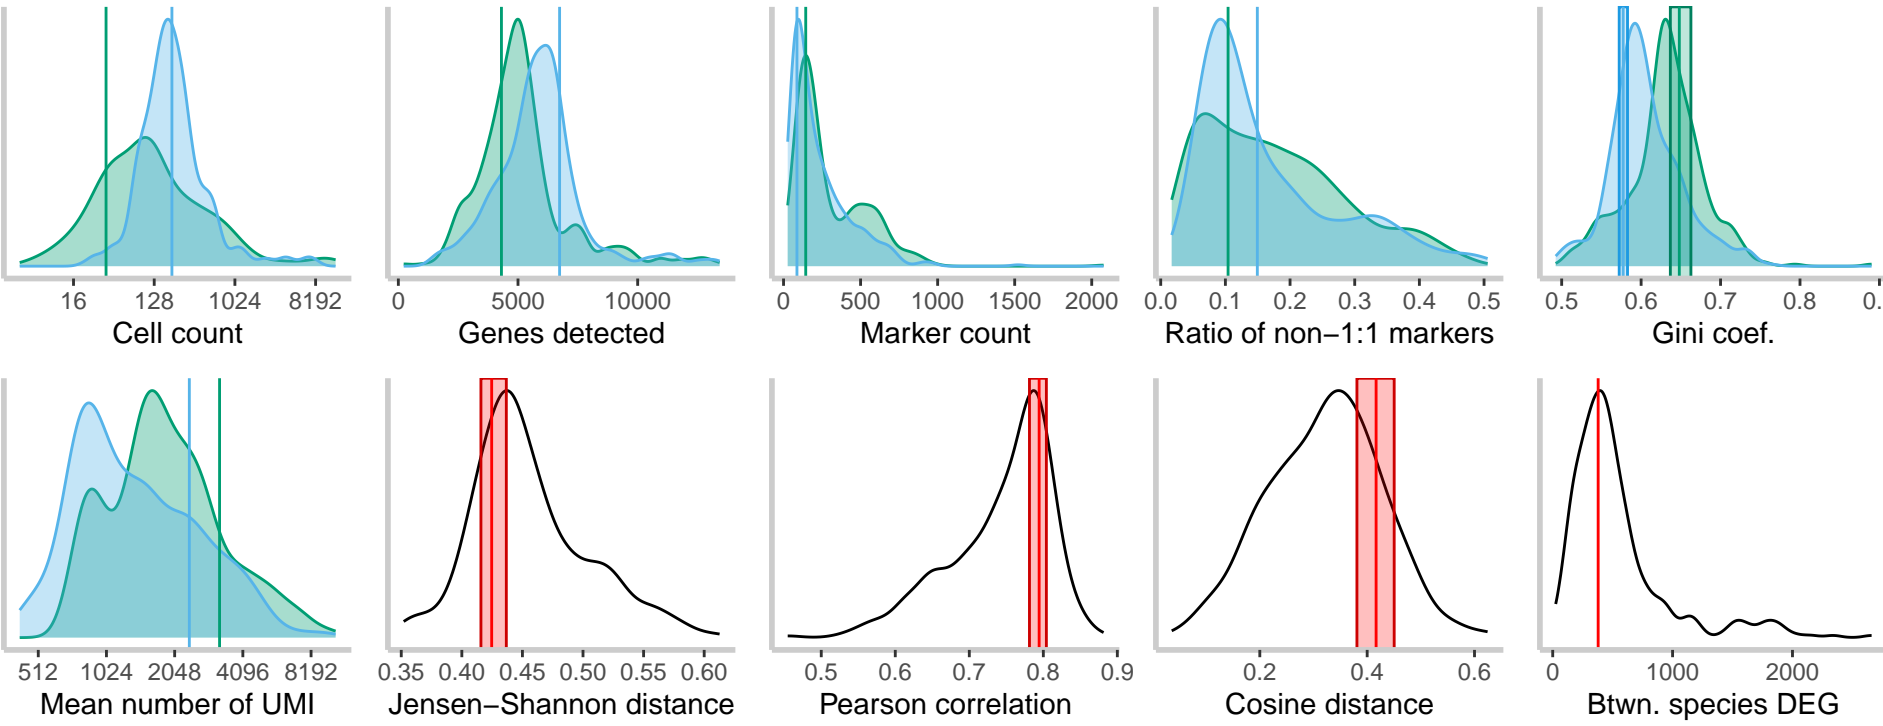 16 128 1024 8192
Cell count
0 5000 10000
Genes detected
0 500 1000 1500 2000
Marker count
0.0 0.1 0.2 0.3 0.4 0.5
Ratio of non−1:1 markers
0.5 0.6 0.7 0.8 0.
Gini coef.
512 1024 2048 4096 8192
Mean number of UMI
0.35 0.40 0.45 0.50 0.55 0.60
Jensen−Shannon distance
0.5 0.6 0.7 0.8 0.9
Pearson correlation
0.2 0.4 0.6
Cosine distance
0 1000 2000
Btwn. species DEG